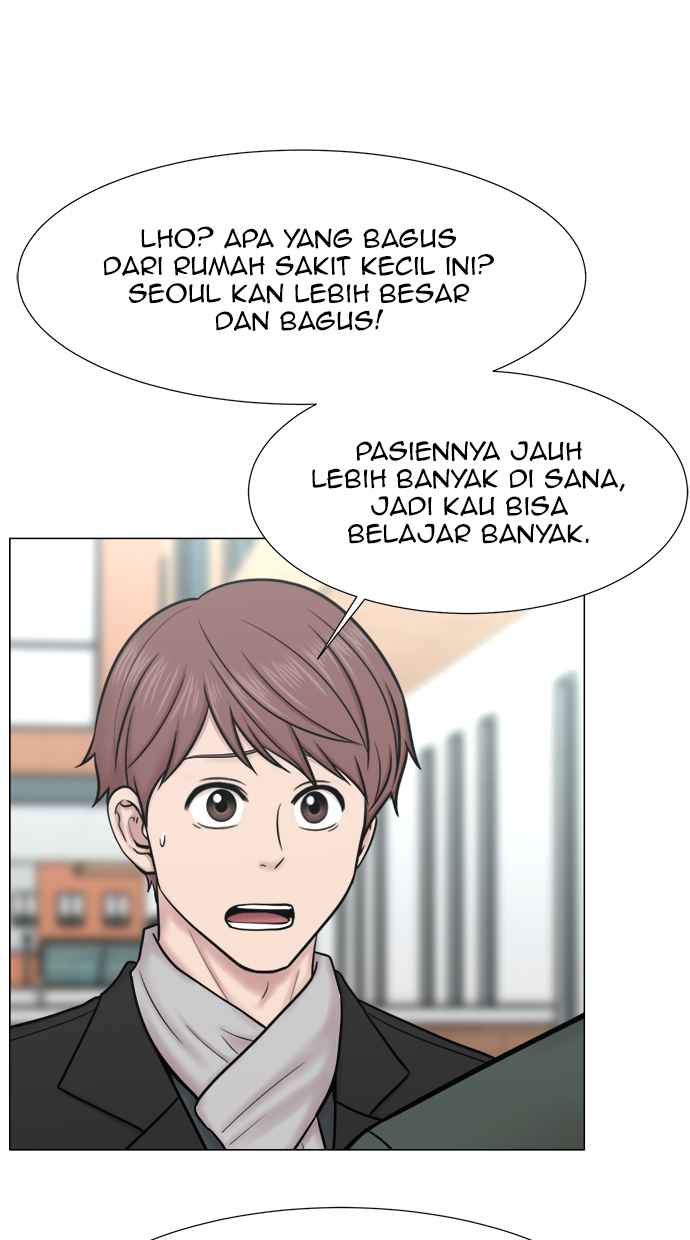 LHO? APA YANG BAGUS
DARI RUMAH SAKIT KECIL INI?
SEOUL KAN LEBIH BESAR
DAN BAGUS!
PASIENNYA JAUH
LEBIH BANYAK DI SANA,
JADI KAU BISA
BELAJAR BANYAK.